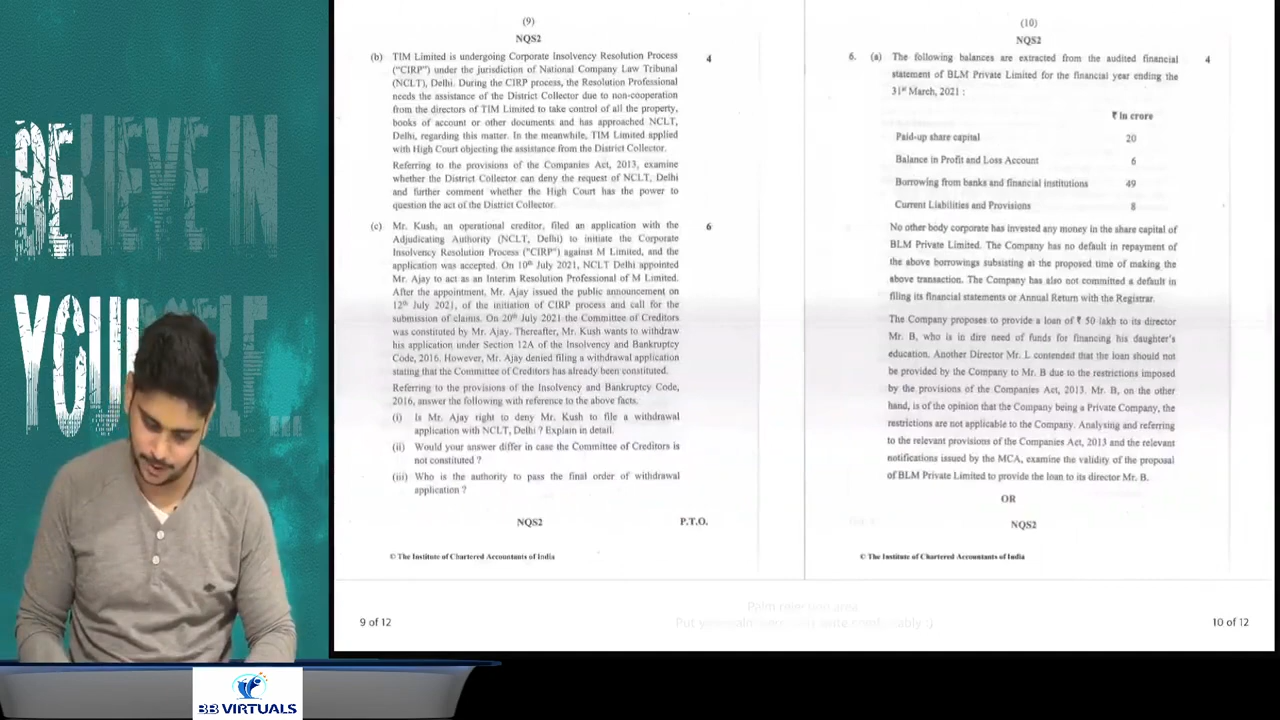 BELIEVE IN
(9)
NQS2
(b) TIM Limited is undergoing Corporate Insolvency Resolution Process 4
("CIRP") under the jurisdiction of National Company Law Tribunal
(NCLT), Delhi. During the CIRP process, the Resolution Professional
needs the assistance of the District Collector due to non-cooperation
from the directors of TIM Limited to take control of all the property,
books of account or other documents and has approached NCLT,
Delhi, regarding this matter. In the meanwhile, TIM Limited applied
with High Court objecting the assistance from the District Collector.
Referring to the provisions of the Companies Act, 2013, examine
whether the District Collector can deny the request of NCLT, Delhi
and further comment whether the High Court has the power to
question the act of the District Collector.
(c) Mr. Kush, an operational creditor, filed an application with the 6
Adjudicating Authority (NCLT, Delhi) to initiate the Corporate
Insolvency Resolution Process ("CIRP") against M Limited, and the
application was accepted. On 10th July 2021, NCLT Delhi appointed
Mr. Ajay to act as an Interim Resolution Professional of M Limited.
After the appointment, Mr. Ajay issued the public announcement on
12th July 2021, of the initiation of CIRP process and call for the
submission of claims. On 20th July 2021 the Committee of Creditors
was constituted by Mr. Ajay. Thereafter, Mr. Kush wants to withdraw
his application under Section 12A of the Insolvency and Bankruptcy
Code, 2016. However, Mr. Ajay denied filing a withdrawal application
stating that the Committee of Creditors has already been constituted.
Referring to the provisions of the Insolvency and Bankruptcy Code,
2016, answer the following with reference to the above facts.
(i) Is Mr. Ajay right to deny Mr. Kush to file a withdrawal
application with NCLT, Delhi ? Explain in detail.
(ii) Would your answer differ in case the Committee of Creditors is
not constituted ?
(iii) Who is the authority to pass the final order of withdrawal
application ?
NQS2 P.T.O.
© The Institute of Chartered Accountants of India
9 of 12
(10)
NQS2
6. (a) The following balances are extracted from the audited financial 4
statement of BLM Private Limited for the financial year ending the
31st March, 2021 :
₹ In crore
Paid-up share capital 20
Balance in Profit and Loss Account 6
Borrowing from banks and financial institutions 49
Current Liabilities and Provisions 8
No other body corporate has invested any money in the share capital of
BLM Private Limited. The Company has no default in repayment of
the above borrowings subsisting at the proposed time of making the
above transaction. The Company has also not committed a default in
filing its financial statements or Annual Return with the Registrar.
The Company proposes to provide a loan of ₹ 50 lakh to its director
Mr. B, who is in dire need of funds for financing his daughter's
education. Another Director Mr. L contended that the loan should not
be provided by the Company to Mr. B due to the restrictions imposed
by the provisions of the Companies Act, 2013. Mr. B, on the other
hand, is of the opinion that the Company being a Private Company, the
restrictions are not applicable to the Company. Analysing and referring
to the relevant provisions of the Companies Act, 2013 and the relevant
notifications issued by the MCA, examine the validity of the proposal
of BLM Private Limited to provide the loan to its director Mr. B.
OR
NQS2
© The Institute of Chartered Accountants of India
10 of 12
BB VIRTUALS